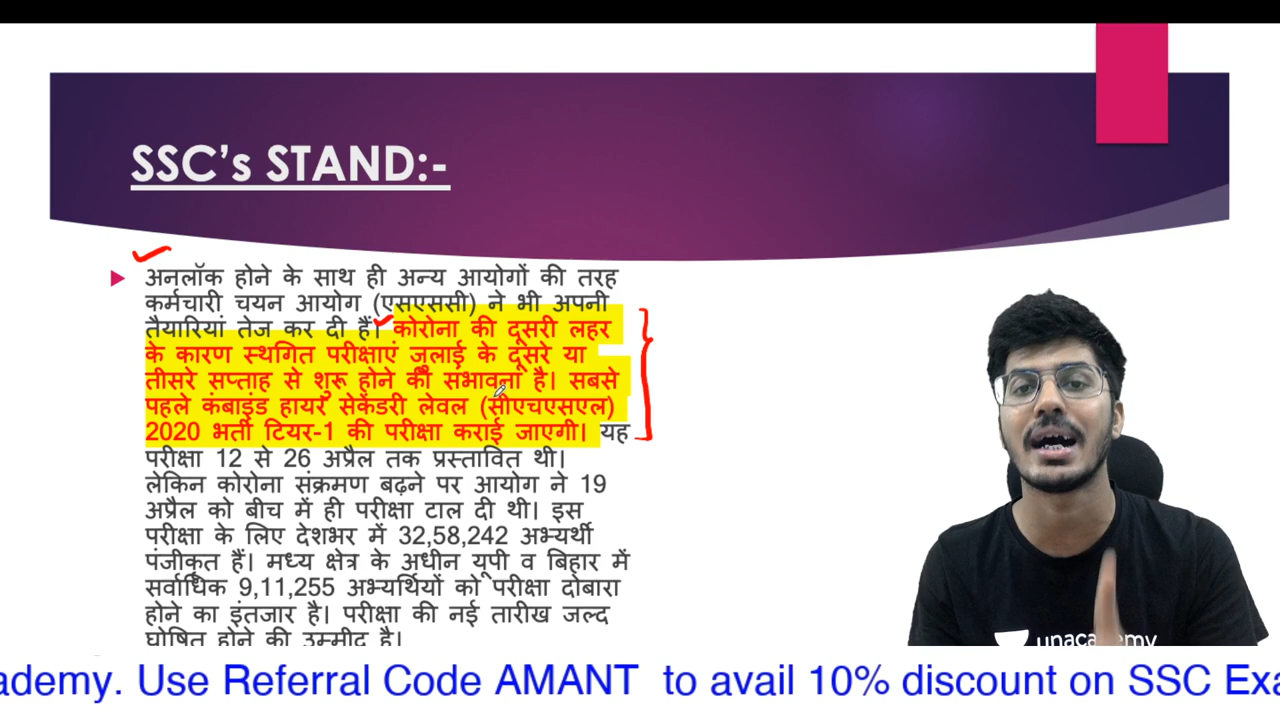 SSC’s STAND:-
अनलॉक होने के साथ ही अन्य आयोगों की तरह
कर्मचारी चयन आयोग (एसएससी) ने भी अपनी
तैयारियां तेज कर दी हैं। कोरोना की दूसरी लहर
के कारण स्थगित परीक्षाएं जुलाई के दूसरे या
तीसरे सप्ताह से शुरू होने की संभावना है। सबसे
पहले कंबाइंड हायर सेकेंडरी लेवल (सीएचएसएल)
2020 भर्ती टियर-1 की परीक्षा कराई जाएगी। यह
परीक्षा 12 से 26 अप्रैल तक प्रस्तावित थी।
लेकिन कोरोना संक्रमण बढ़ने पर आयोग ने 19
अप्रैल को बीच में ही परीक्षा टाल दी थी। इस
परीक्षा के लिए देशभर में 32,58,242 अभ्यर्थी
पंजीकृत हैं। मध्य क्षेत्र के अधीन यूपी व बिहार में
सर्वाधिक 9,11,255 अभ्यर्थियों को परीक्षा दोबारा
होने का इंतजार है। परीक्षा की नई तारीख जल्द
घोषित होने की उम्मीद है।
unacademy
ademy. Use Referral Code AMANT to avail 10% discount on SSC Exa